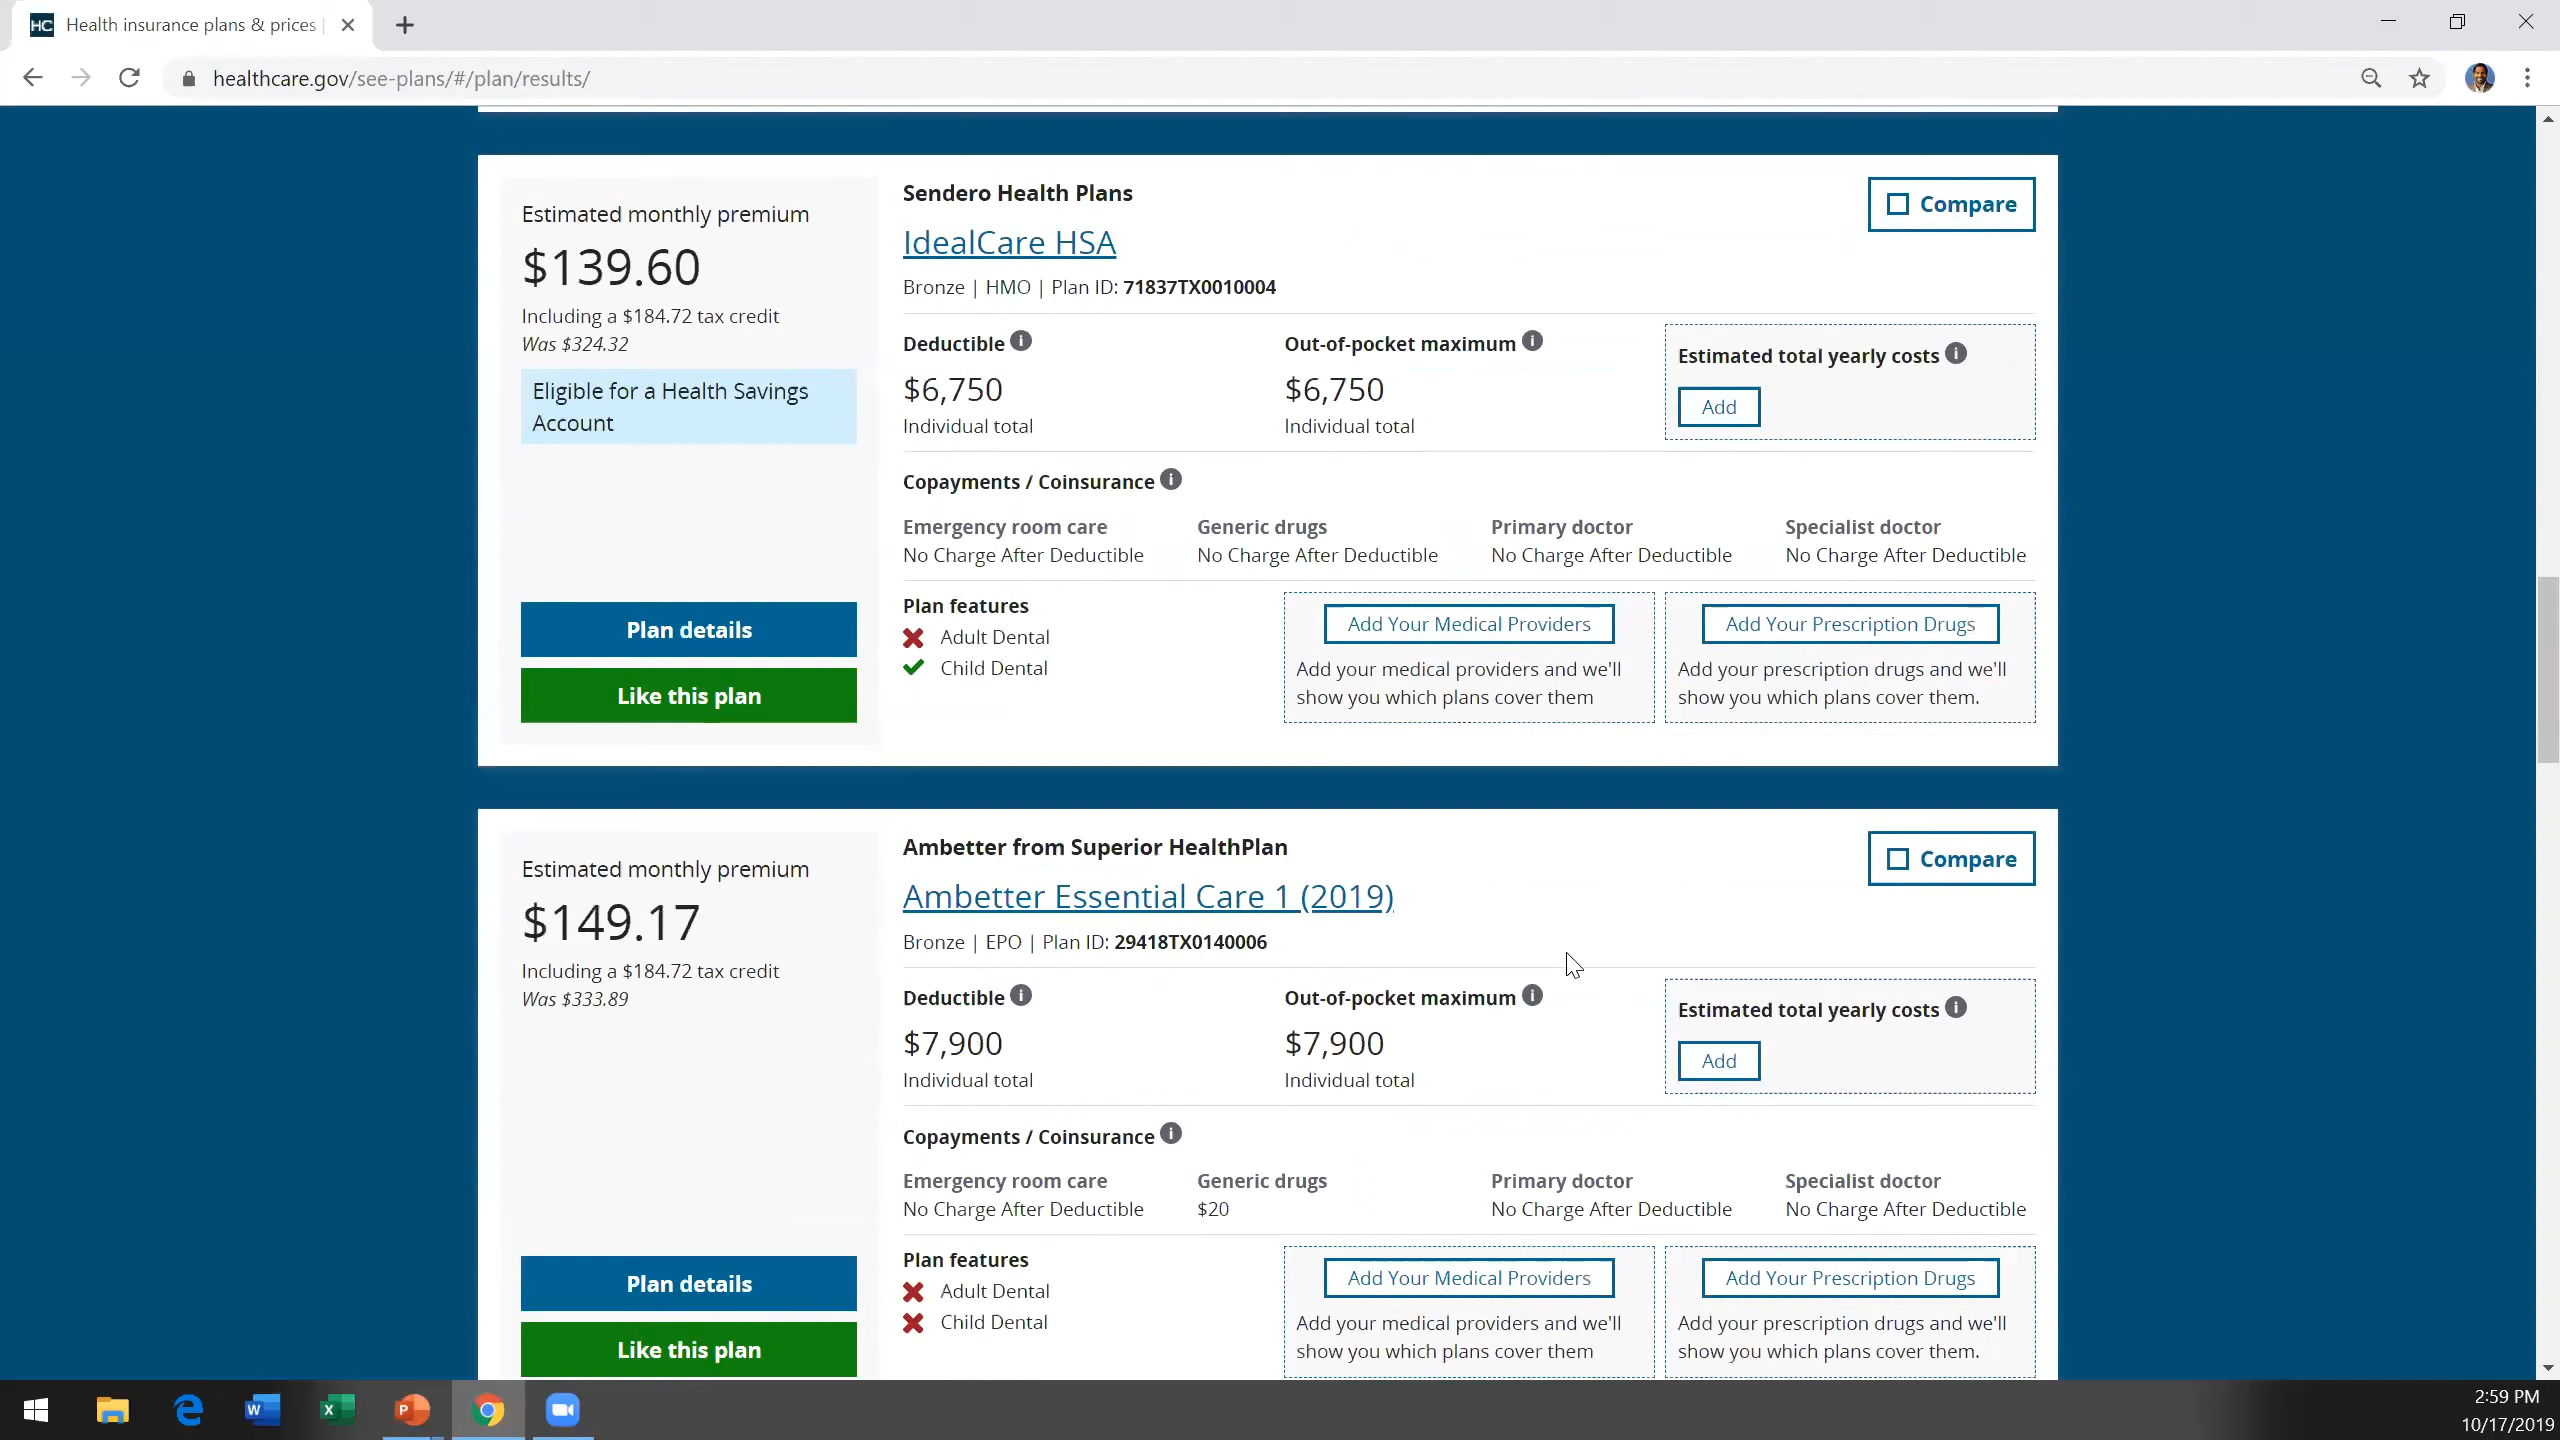 HC Health insurance plans & prices |
healthcare.gov/see-plans/#/plan/results/
Estimated monthly premium
$139.60
Including a $184.72 tax credit
Was $324.32
Eligible for a Health Savings
Account
Plan details
Like this plan
Sendero Health Plans
Compare
IdealCare HSA
Bronze | HMO | Plan ID: 71837TX0010004
Deductible
$6,750
Individual total
Out-of-pocket maximum
$6,750
Individual total
Estimated total yearly costs
Add
Copayments / Coinsurance
Emergency room care
No Charge After Deductible
Generic drugs
No Charge After Deductible
Primary doctor
No Charge After Deductible
Specialist doctor
No Charge After Deductible
Plan features
Adult Dental
Child Dental
Add Your Medical Providers
Add your medical providers and we'll
show you which plans cover them
Add Your Prescription Drugs
Add your prescription drugs and we'll
show you which plans cover them.
Estimated monthly premium
$149.17
Including a $184.72 tax credit
Was $333.89
Plan details
Like this plan
Ambetter from Superior HealthPlan
Compare
Ambetter Essential Care 1 (2019)
Bronze | EPO | Plan ID: 29418TX0140006
Deductible
$7,900
Individual total
Out-of-pocket maximum
$7,900
Individual total
Estimated total yearly costs
Add
Copayments / Coinsurance
Emergency room care
No Charge After Deductible
Generic drugs
$20
Primary doctor
No Charge After Deductible
Specialist doctor
No Charge After Deductible
Plan features
Adult Dental
Child Dental
Add Your Medical Providers
Add your medical providers and we'll
show you which plans cover them
Add Your Prescription Drugs
Add your prescription drugs and we'll
show you which plans cover them.
2:59 PM
10/17/2019